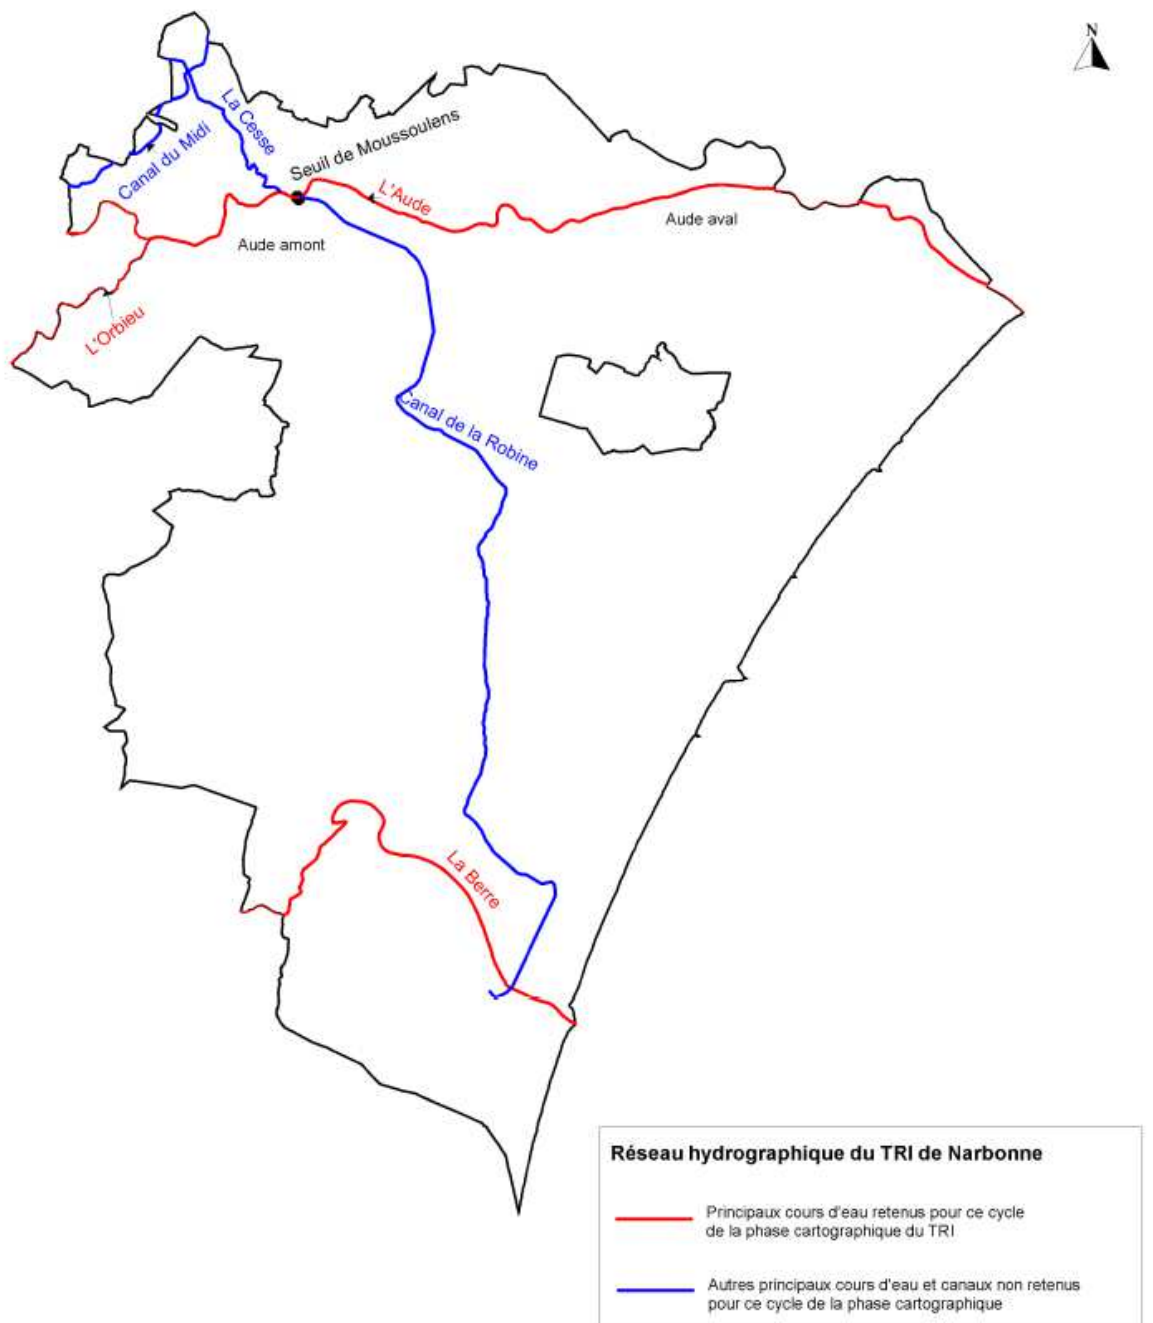 N
La Cesse
Canal du Midi
Seuil de Moussoulens
L'Aude
Aude aval
Aude amont
L'Orbieu
Canal de la Robine
La Berre
Réseau hydrographique du TRI de Narbonne
Principaux cours d'eau retenus pour ce cycle
de la phase cartographique du TRI
Autres principaux cours d'eau et canaux non retenus
pour ce cycle de la phase cartographique